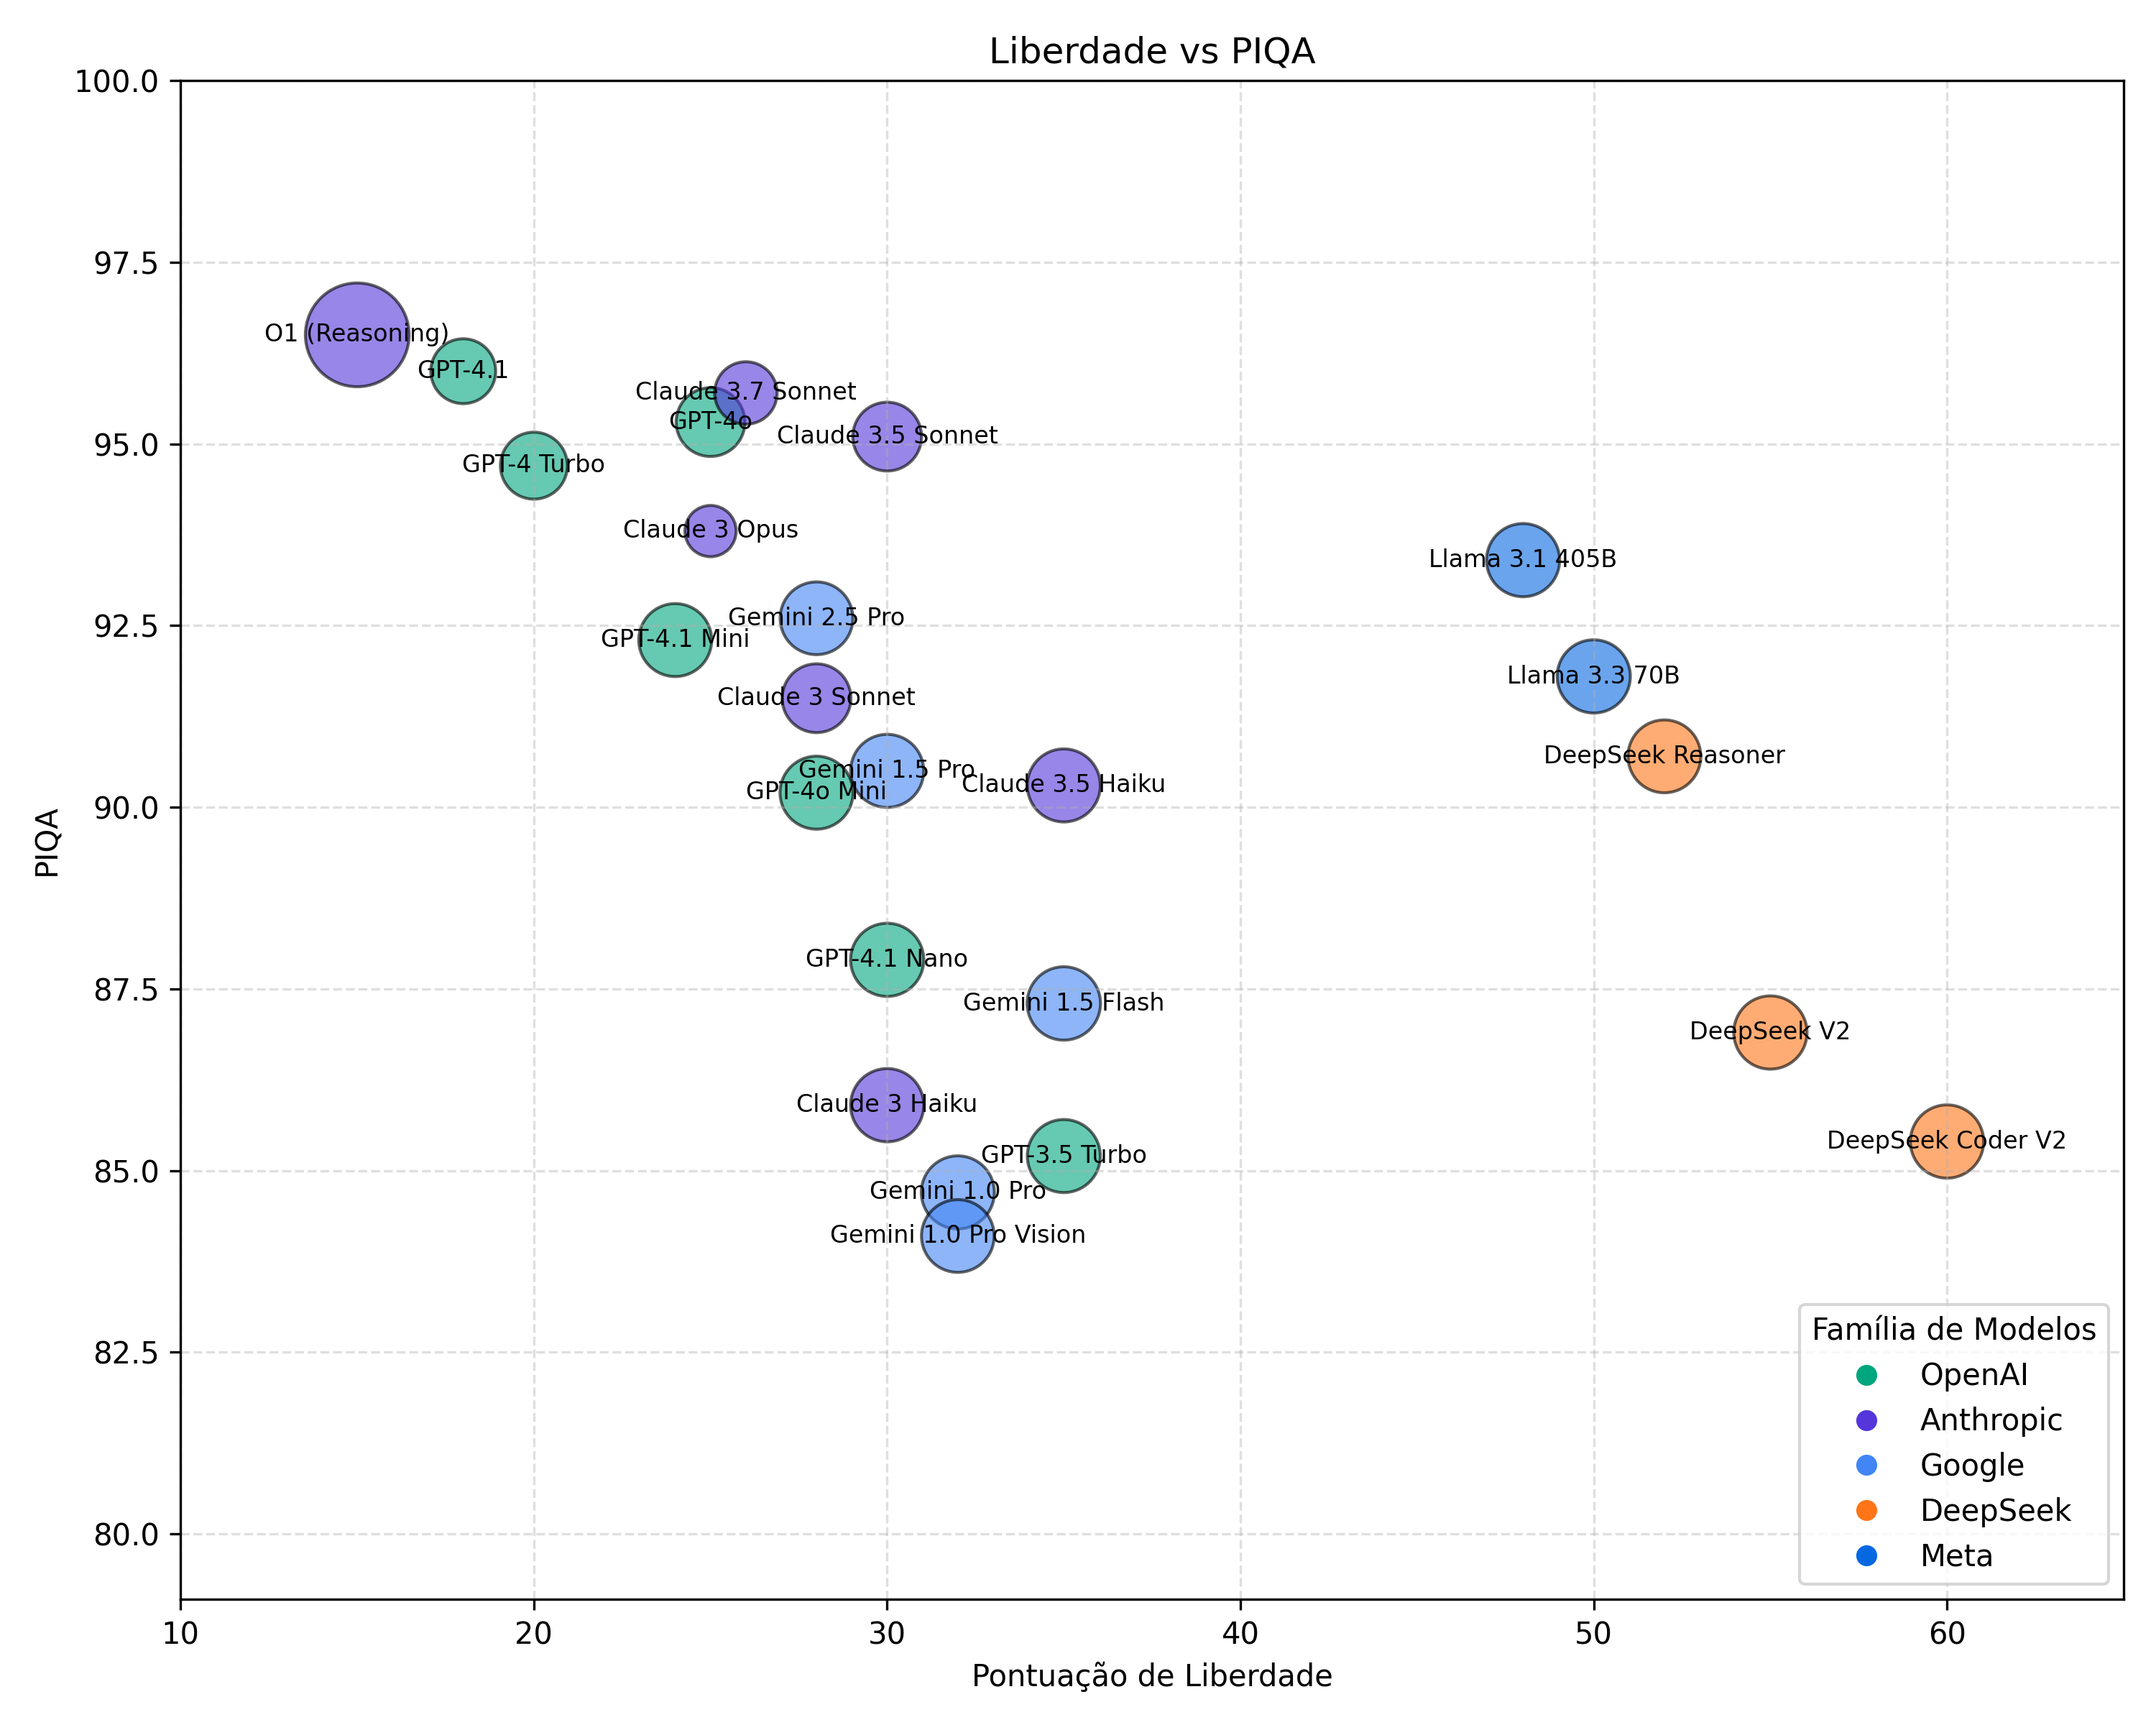 Liberdade vs PIQA
100.0
97.5
95.0
92.5
90.0
87.5
85.0
82.5
80.0
PIQA
O1 (Reasoning)
GPT-4.1
Claude 3.7 Sonnet
GPT-4o
Claude 3.5 Sonnet
GPT-4 Turbo
Claude 3 Opus
Llama 3.1 405B
Gemini 2.5 Pro
GPT-4.1 Mini
Claude 3 Sonnet
Llama 3.3 70B
DeepSeek Reasoner
Gemini 1.5 Pro
GPT-4o Mini
Claude 3.5 Haiku
GPT-4.1 Nano
Gemini 1.5 Flash
DeepSeek V2
Claude 3 Haiku
GPT-3.5 Turbo
DeepSeek Coder V2
Gemini 1.0 Pro
Gemini 1.0 Pro Vision
Família de Modelos
OpenAI
Anthropic
Google
DeepSeek
Meta
10
20
30
40
50
60
Pontuação de Liberdade